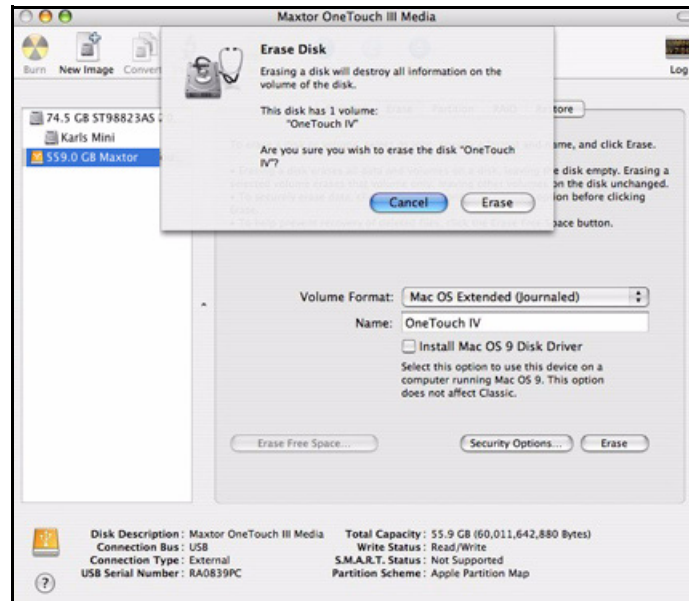 Maxtor OneTouch III Media
Burn New Image Convert
Log
Erase Disk
Erasing a disk will destroy all information on the
volume of the disk.
This disk has 1 volume:
"OneTouch IV"
Are you sure you wish to erase the disk "OneTouch
IV"?
Cancel Erase
74.5 GB ST98823AS
Karls Mini
559.0 GB Maxtor
ame, and click Erase.
e disk empty. Erasing a
on the disk unchanged.
ion before clicking
pace button.
Volume Format: Mac OS Extended (Journaled)
Name: OneTouch IV
Install Mac OS 9 Disk Driver
Select this option to use this device on a
computer running Mac OS 9. This option
does not affect Classic.
Erase Free Space... Security Options... Erase
Disk Description : Maxtor OneTouch III Media Total Capacity : 55.9 GB (60,011,642,880 Bytes)
Connection Bus : USB Write Status : Read/Write
Connection Type : External S.M.A.R.T. Status : Not Supported
USB Serial Number : RA0839PC Partition Scheme : Apple Partition Map
?